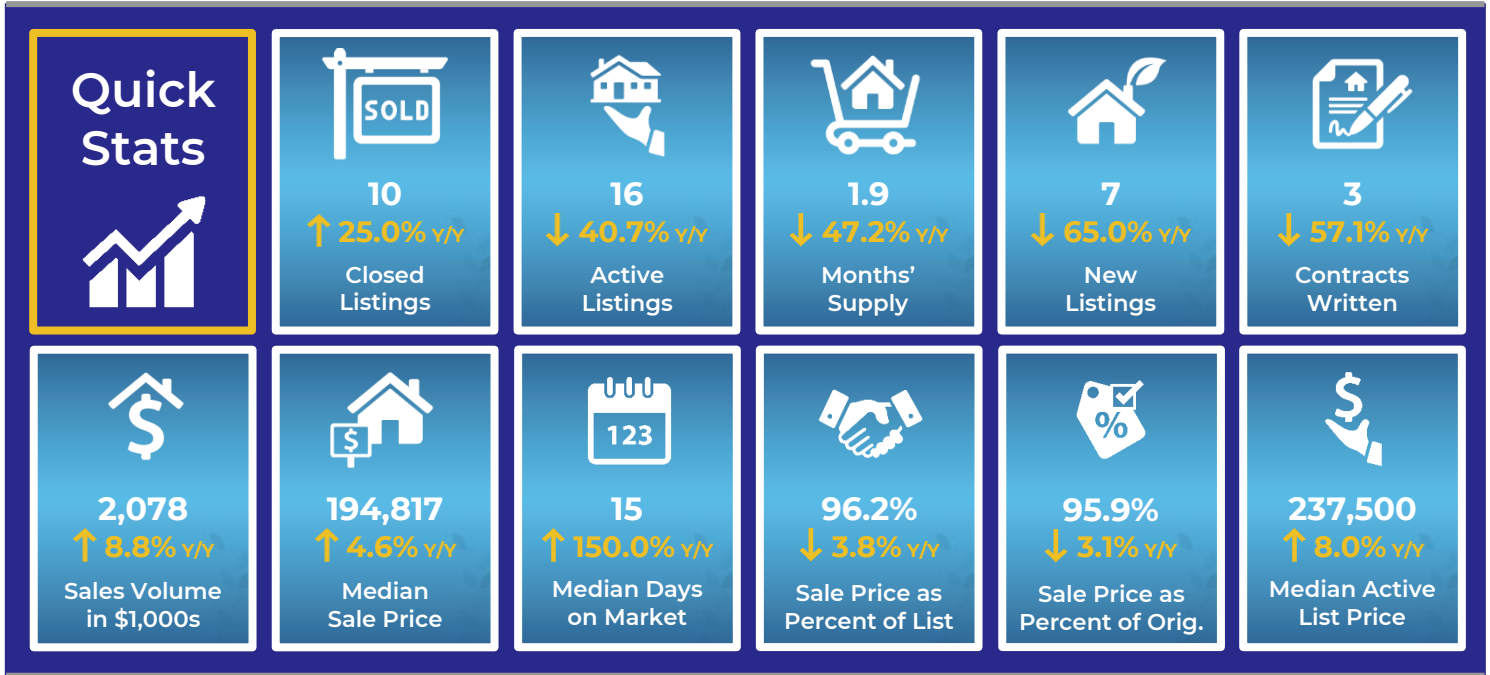 Quick
Stats
SOLD
10
↑ 25.0% Y/Y
Closed
Listings
16
↓ 40.7% Y/Y
Active
Listings
1.9
↓ 47.2% Y/Y
Months’
Supply
7
↓ 65.0% Y/Y
New
Listings
3
↓ 57.1% Y/Y
Contracts
Written
$
2,078
↑ 8.8% Y/Y
Sales Volume
in $1,000s
$
194,817
↑ 4.6% Y/Y
Median
Sale Price
123
15
↑ 150.0% Y/Y
Median Days
on Market
96.2%
↓ 3.8% Y/Y
Sale Price as
Percent of List
%
95.9%
↓ 3.1% Y/Y
Sale Price as
Percent of Orig.
$
237,500
↑ 8.0% Y/Y
Median Active
List Price